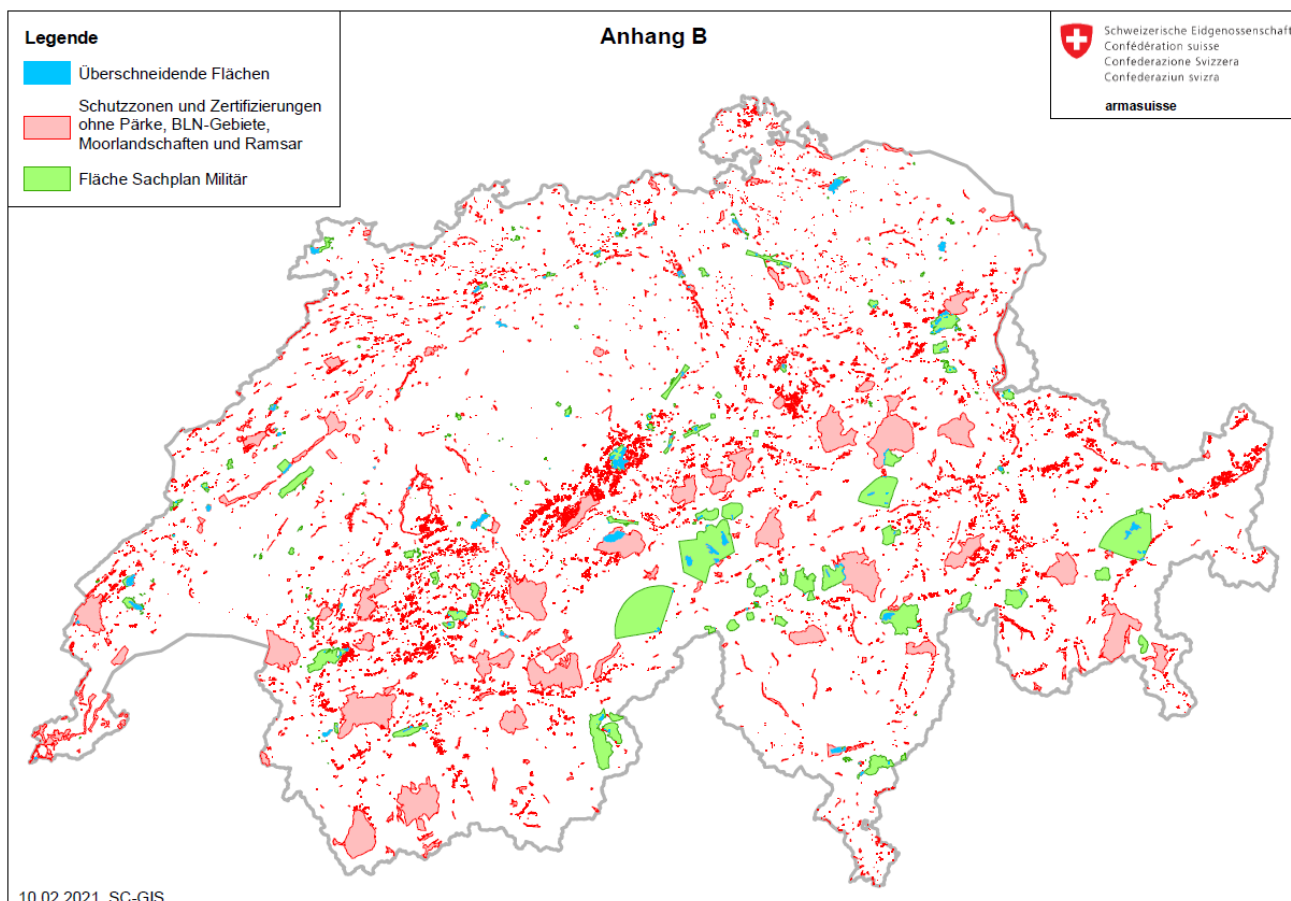 Anhang B
Legende
Überschneidende Flächen
Schutzzonen und Zertifizierungen
ohne Pärke, BLN-Gebiete,
Moorlandschaften und Ramsar
Fläche Sachplan Militär
Schweizerische Eidgenossenschaft
Confédération suisse
Confederazione Svizzera
Confederaziun svizra
armasuisse
10.02.2021, SC-GIS